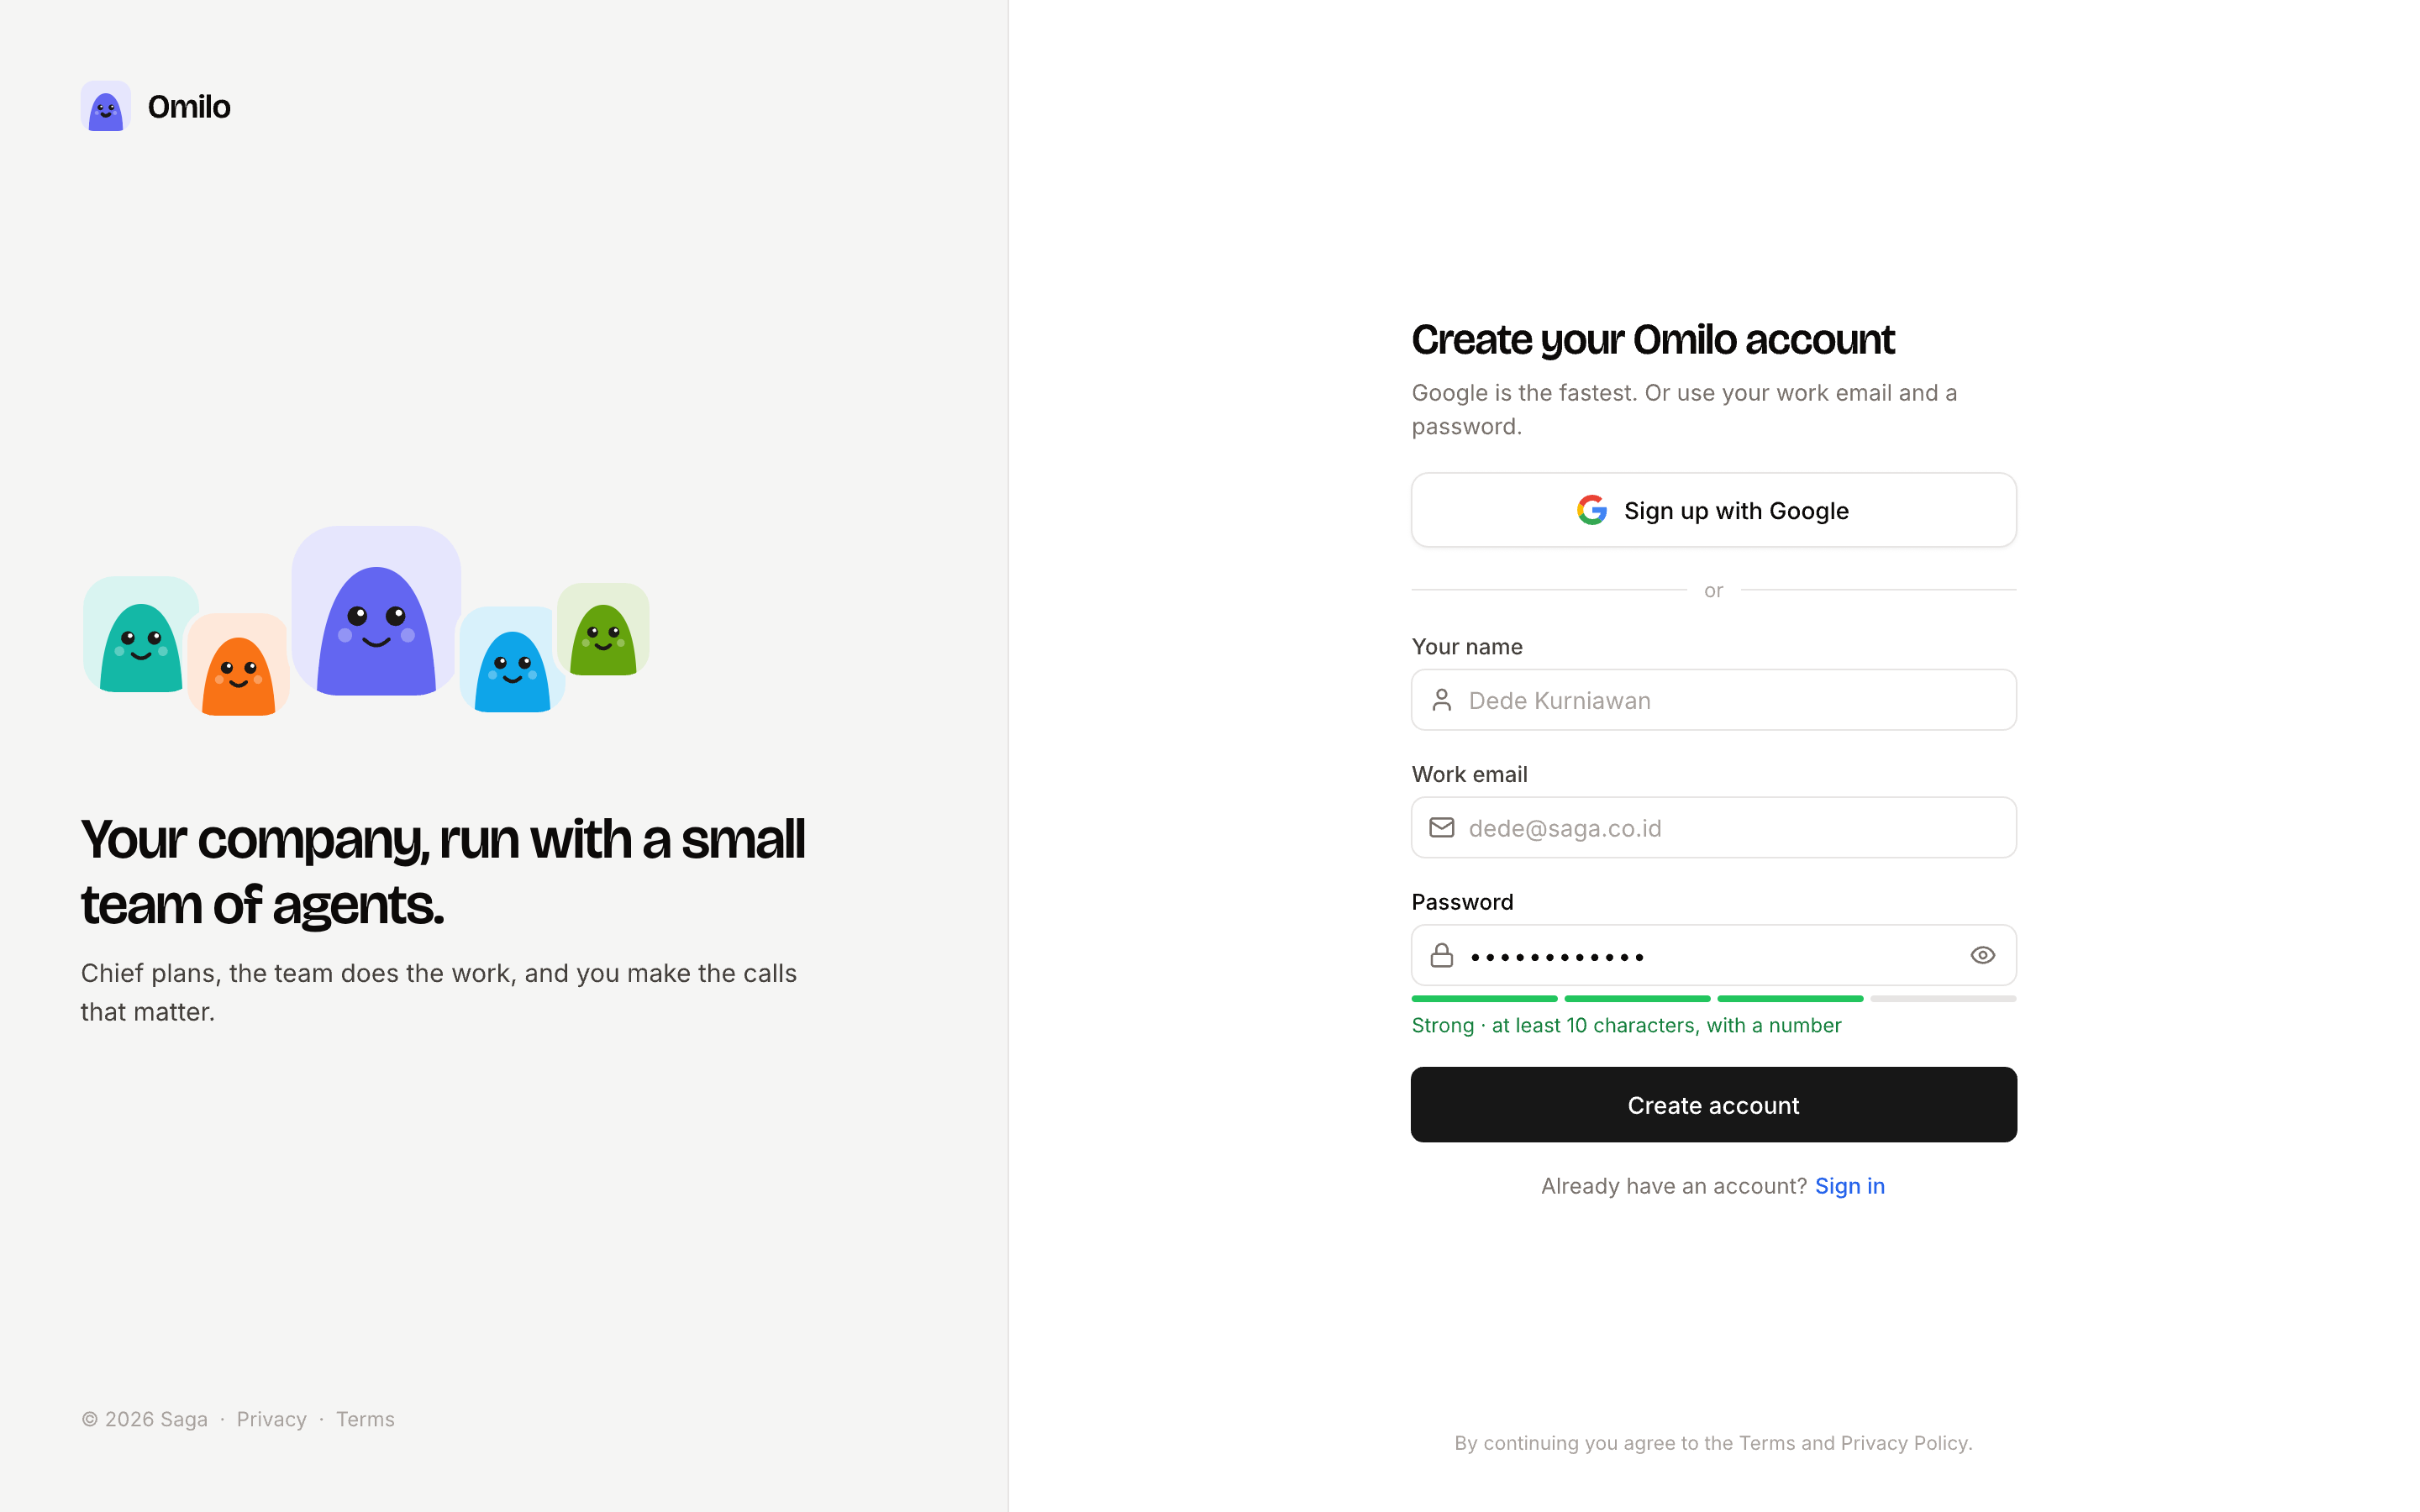 Omilo
Your company, run with a small
team of agents.
Chief plans, the team does the work, and you make the calls
that matter.
© 2026 Saga · Privacy · Terms
Create your Omilo account
Google is the fastest. Or use your work email and a
password.
Sign up with Google
or
Your name
Dede Kurniawan
Work email
dede@saga.co.id
Password
••••••••••••
Strong · at least 10 characters, with a number
Create account
Already have an account? Sign in
By continuing you agree to the Terms and Privacy Policy.